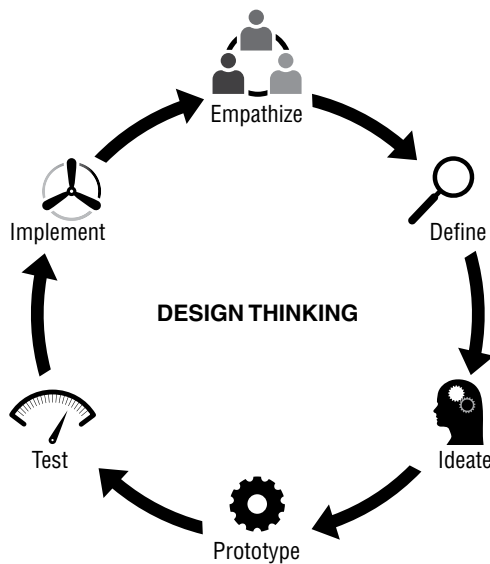 Empathize
Define
Ideate
Prototype
Test
Implement
DESIGN THINKING